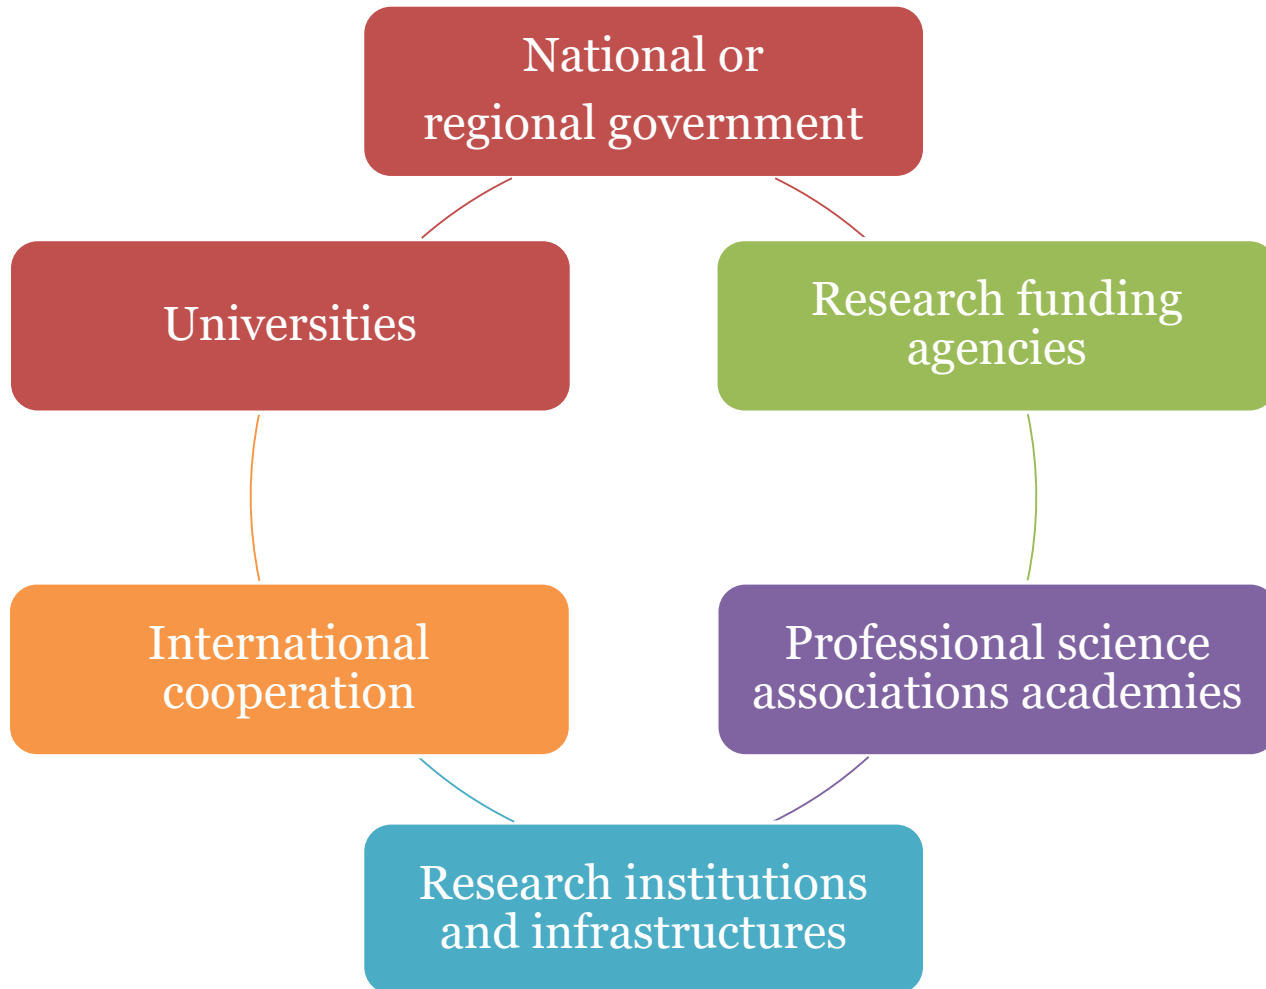 National or
regional government
Universities
Research funding
agencies
International
cooperation
Professional science
associations academies
Research institutions
and infrastructures